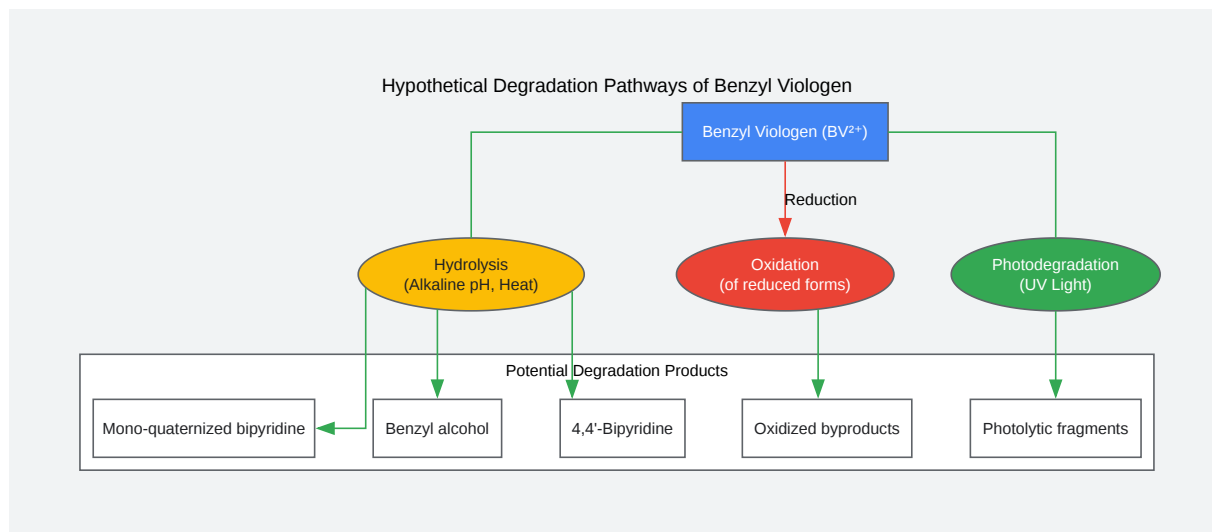 Hypothetical Degradation Pathways of Benzyl Viologen
Benzyl Viologen (BV²⁺)
Reduction
Hydrolysis
(Alkaline pH, Heat)
Oxidation
(of reduced forms)
Photodegradation
(UV Light)
Potential Degradation Products
Mono-quaternized bipyridine
Benzyl alcohol
4,4'-Bipyridine
Oxidized byproducts
Photolytic fragments